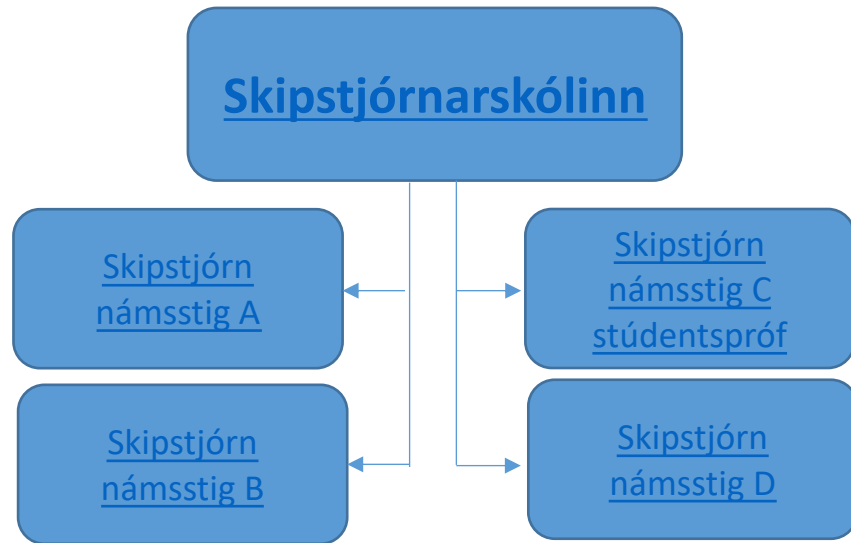 Skipstjórnarskólinn
Skipstjórn
námsstig A
Skipstjórn
námsstig C
stúdentspróf
Skipstjórn
námsstig B
Skipstjórn
námsstig D